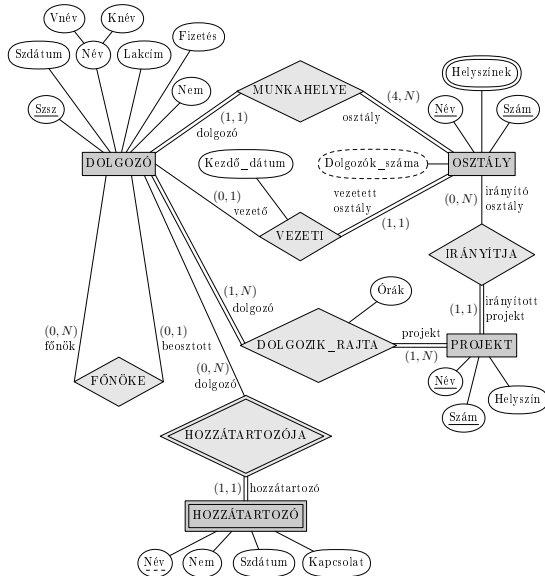 Vnév
Knév
Szdátum
Név
Lakcím
Fizetés
Nem
Szsz
MUNKAHELYE
Helyszínek
Név
Szám
(1, 1)
dolgozó
(4, N)
osztály
DOLGOZÓ
Kezdő_dátum
Dolgozók_száma
OSZTÁLY
(0, 1)
vezető
vezetett
osztály
(1, 1)
(0, N)
irányító
osztály
VEZETI
IRÁNYÍTJA
(1, N)
dolgozó
Órák
(1, 1)
irányított
projekt
(0, N)
főnök
(0, 1)
beosztott
DOLGOZIK_RAJTA
projekt
(1, N)
PROJEKT
(0, N)
dolgozó
FŐNÖKE
Név
Szám
Helyszín
HOZZÁTARTOZÓJA
(1, 1)
hozzátartozó
HOZZÁTARTOZÓ
Név
Nem
Szdátum
Kapcsolat